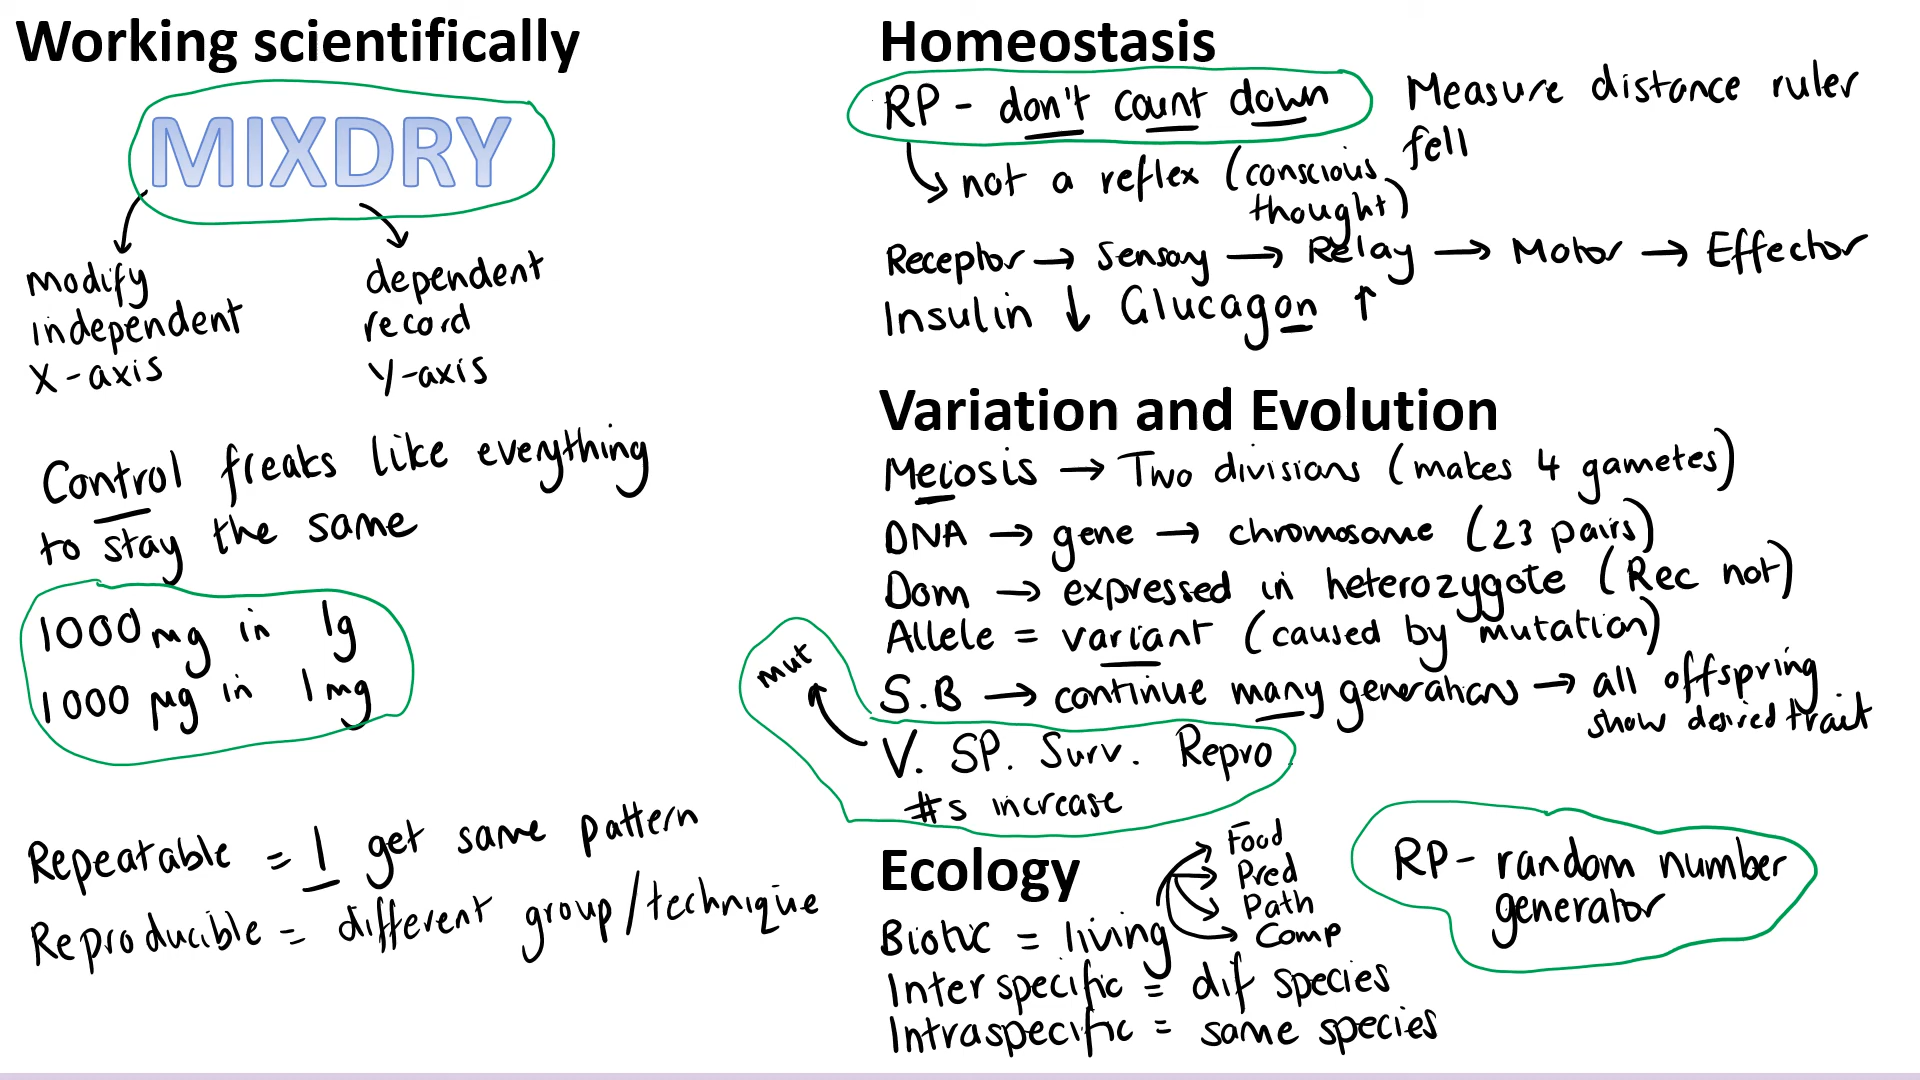 Working scientifically
MIXDRY
Modify
independent
X-axis
dependent
record
Y-axis
Control freaks like everything
to stay the same
1000 mg in 1g
1000 µg in 1mg
Repeatable = 1 get same pattern
Reproducible = different group/technique
Homeostasis
RP - don't count down
Measure distance ruler
fell
not a reflex (conscious
thought)
Receptor → Sensory → Relay → Motor → Effector
Insulin ↓ Glucagon ↑
Variation and Evolution
Meiosis → Two divisions (makes 4 gametes)
DNA → gene → chromosome (23 pairs)
Dom → expressed in heterozygote (Rec not)
Allele = variant (caused by mutation)
S.B → continue many generations → all offspring
show desired trait
mut
V. SP. Surv. Repro
#s increase
Ecology
Food
Pred
Path
Comp
Biotic = living
Interspecific = dif species
Intraspecific = same species
RP - random number
generator